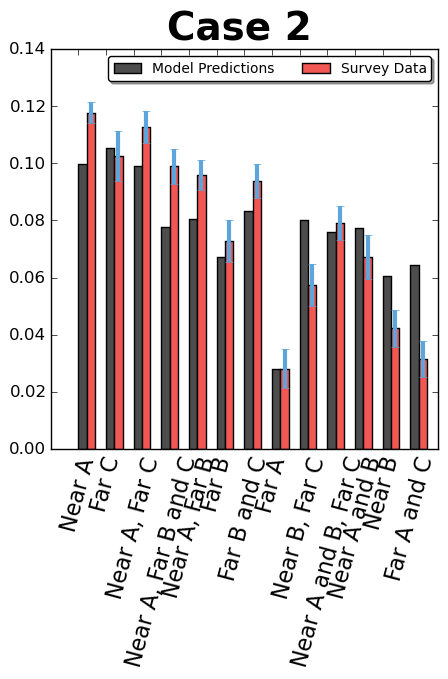 Case 2
Model Predictions
Survey Data
0.14
0.12
0.10
0.08
0.06
0.04
0.02
0.00
Near A
Far C
Near A, Far C
Near A, Far B and C
Near A, Far B
Far B
Far B and C
Far A
Near B, Far C
Near A and B, Far C
Near A, and B
Near B
Far A and C